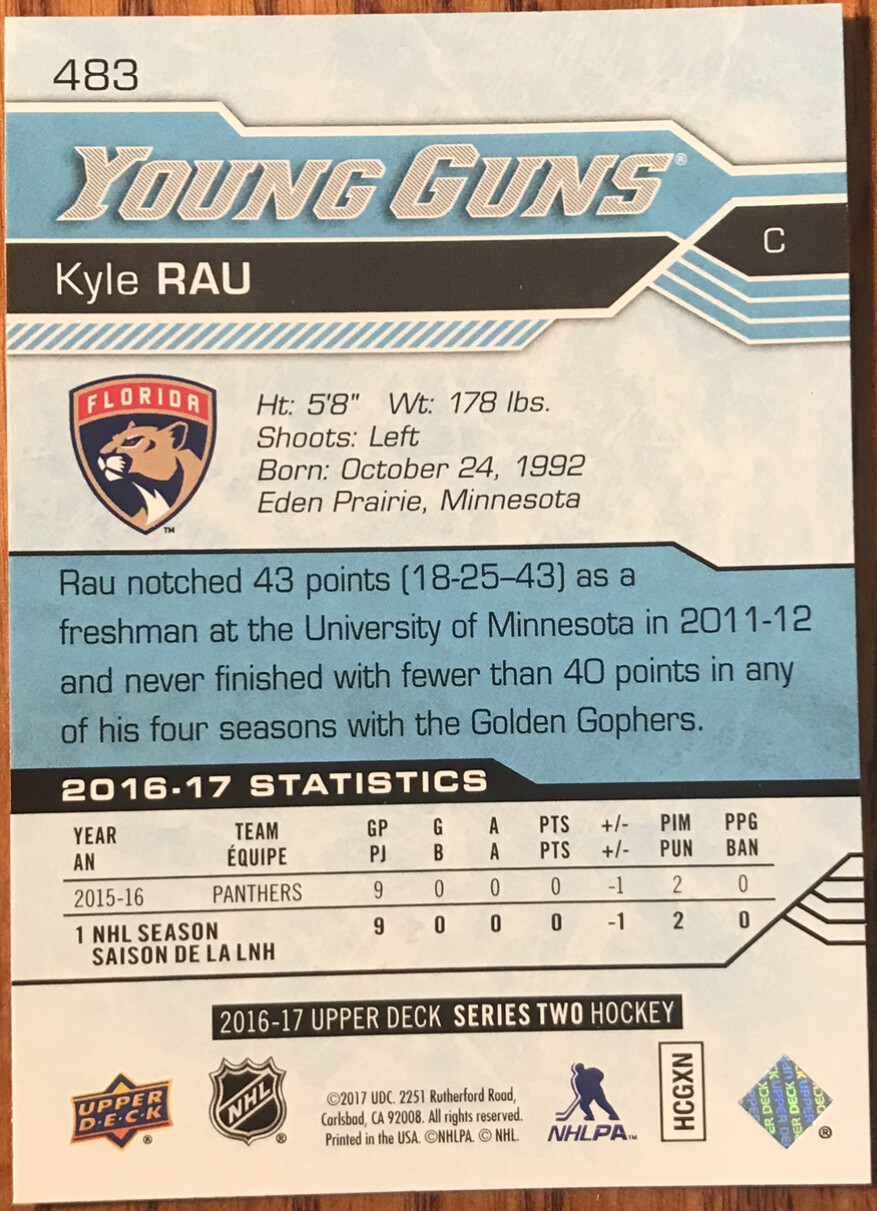 483
YOUNG GUNS®
Kyle RAU
C
FLORIDA
TM
Ht: 5'8" Wt: 178 lbs.
Shoots: Left
Born: October 24, 1992
Eden Prairie, Minnesota
Rau notched 43 points (18-25–43) as a
freshman at the University of Minnesota in 2011-12
and never finished with fewer than 40 points in any
of his four seasons with the Golden Gophers.
2016-17 STATISTICS
YEAR TEAM GP G A PTS +/- PIM PPG
AN ÉQUIPE PJ B A PTS +/- PUN BAN
2015-16 PANTHERS 9 0 0 0 -1 2 0
1 NHL SEASON 9 0 0 0 -1 2 0
SAISON DE LA LNH
2016-17 UPPER DECK SERIES TWO HOCKEY
UPPER
D·E·C·K
®
NHL
®
©2017 UDC. 2251 Rutherford Road,
Carlsbad, CA 92008. All rights reserved.
Printed in the USA. ©NHLPA. © NHL.
NHLPA™
HCGXN
®